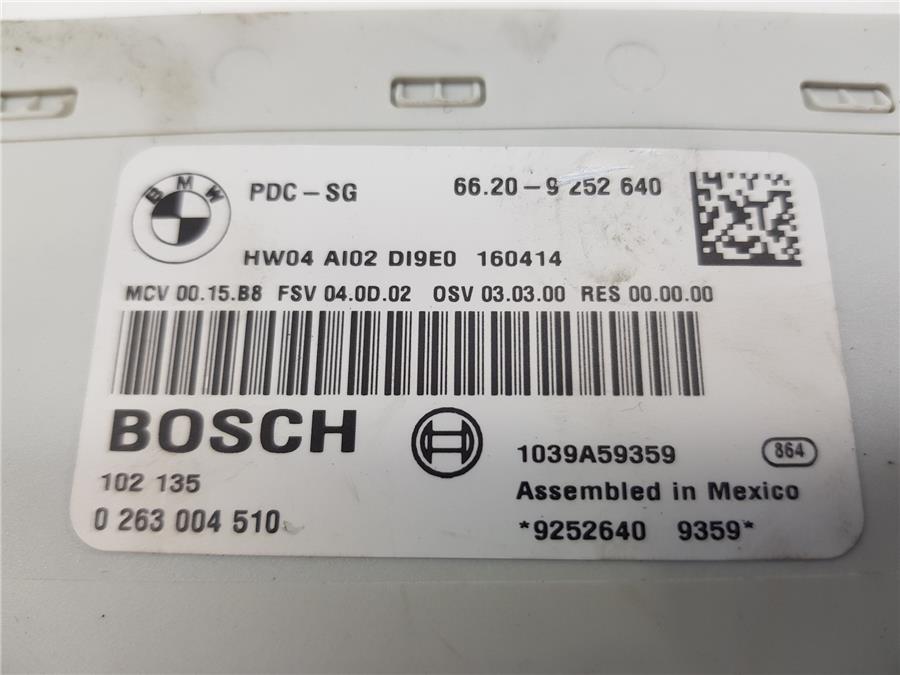 BMW
PDC-SG 66.20-9 252 640
HW04 AI02 DI9E0 160414
MCV 00.15.B8 FSV 04.0D.02 OSV 03.03.00 RES 00.00.00
BOSCH
102 135
0 263 004 510
1039A59359 864
Assembled in Mexico
*9252640 9359*